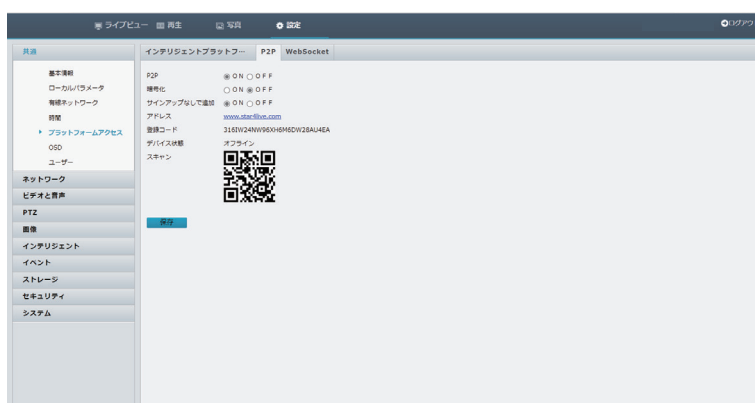 ライブビュー 再生 写真 設定 ログアウト
共通
インテリジェントプラットフ… P2P WebSocket
基本情報
ローカルパラメータ
有線ネットワーク
時間
プラットフォームアクセス
OSD
ユーザー
ネットワーク
ビデオと音声
PTZ
画像
インテリジェント
イベント
ストレージ
セキュリティ
システム
P2P ON OFF
暗号化 ON OFF
サインアップなしで追加 ON OFF
アドレス www.star4live.com
登録コード 316IW24NW96XH6M6DW28AU4EA
デバイス状態 オフライン
スキャン
保存